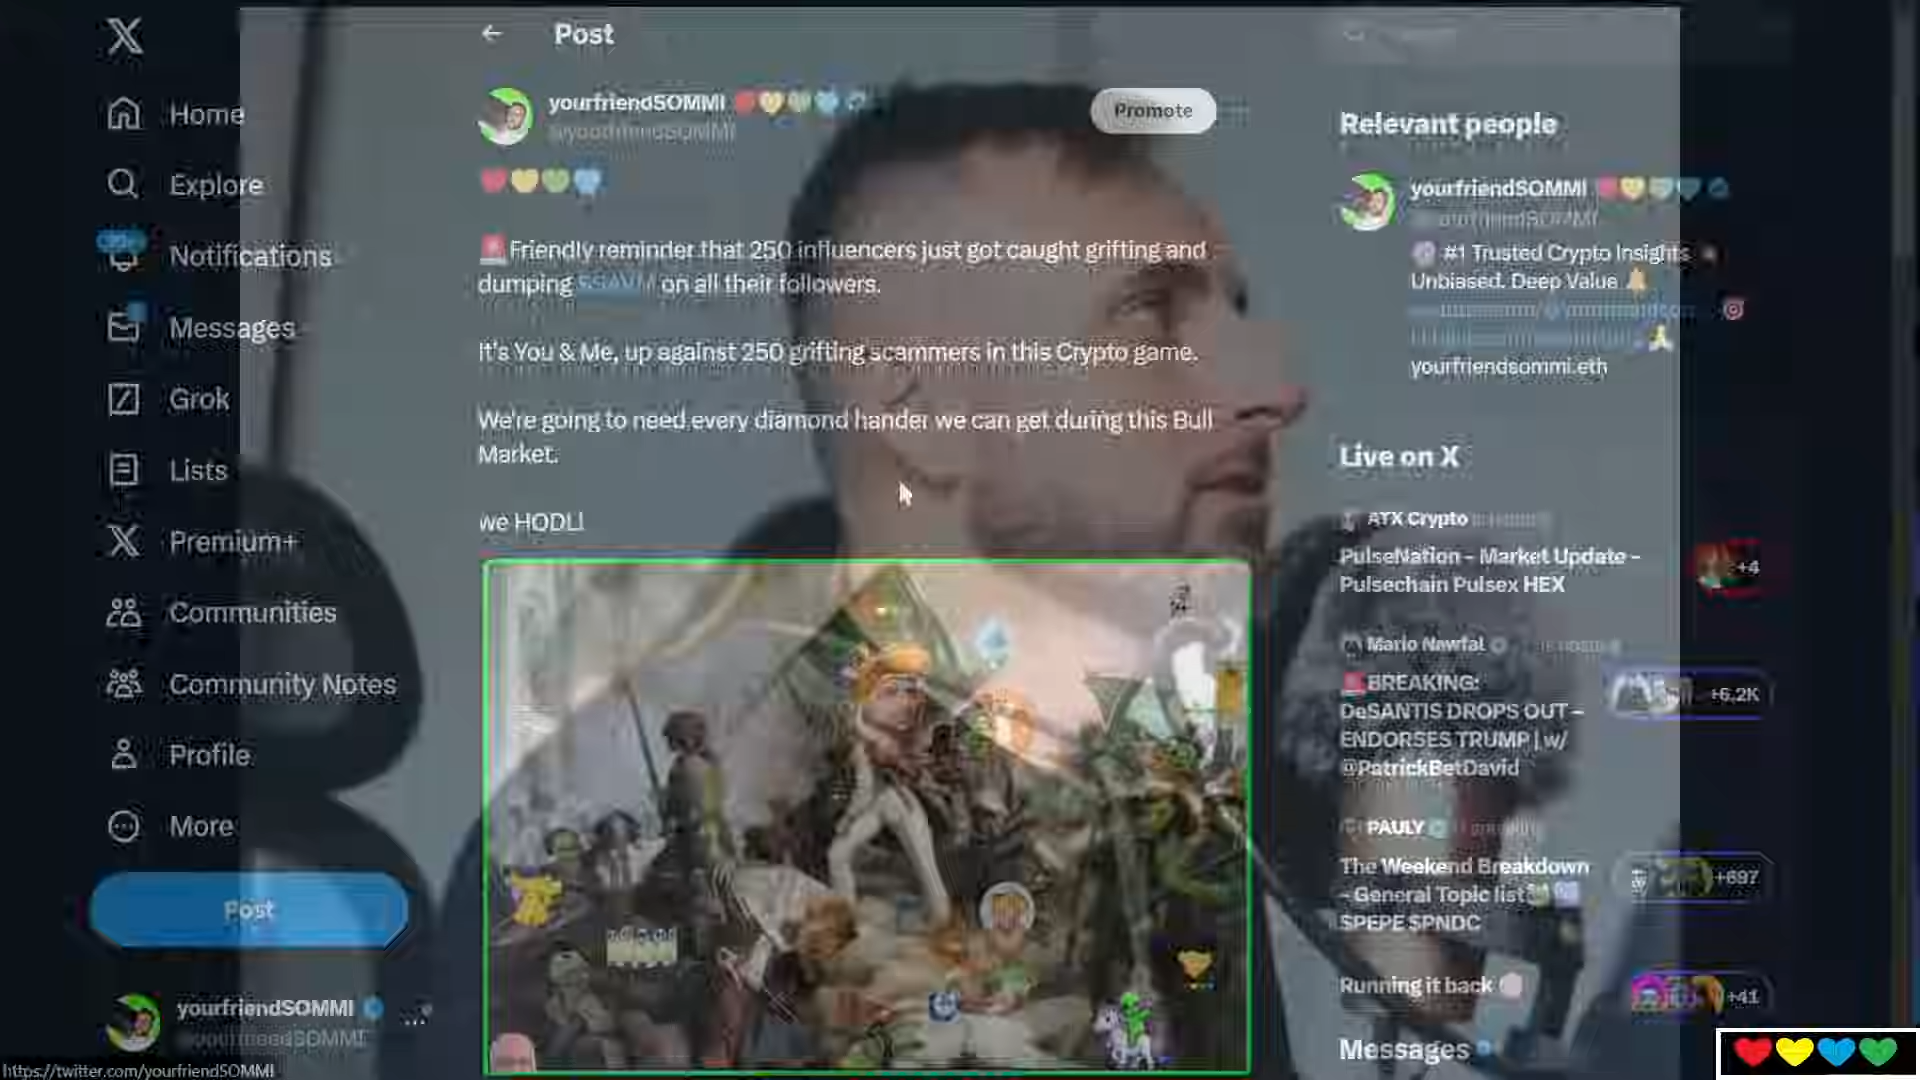 Post
Home
Explore
Notifications
Messages
Grok
Lists
Premium+
Communities
Community Notes
Profile
More
Post
yourfriendSOMMI
https://twitter.com/yourfriendSOMMI
yourfriendSOMMI
@yourfriendSOMMI
Promote
Friendly reminder that 250 influencers just got caught grifting and
dumping on all their followers.
It's You & Me, up against 250 grifting scammers in this Crypto game.
We're going to need every diamond hander we can get during this Bull
Market.
we HODL!
Relevant people
yourfriendSOMMI
#1 Trusted Crypto Insights
Unbiased. Deep Value
yourfriendsommi.eth
Live on X
ATX Crypto
PulseNation - Market Update -
Pulsechain Pulsex HEX
+4
Mario Nawfal
BREAKING:
DeSANTIS DROPS OUT -
ENDORSES TRUMP | w/
@PatrickBetDavid
+6.2K
PAULY
The Weekend Breakdown
- General Topic list
$PEPE $PNDC
+697
Running it back
+41
Messages